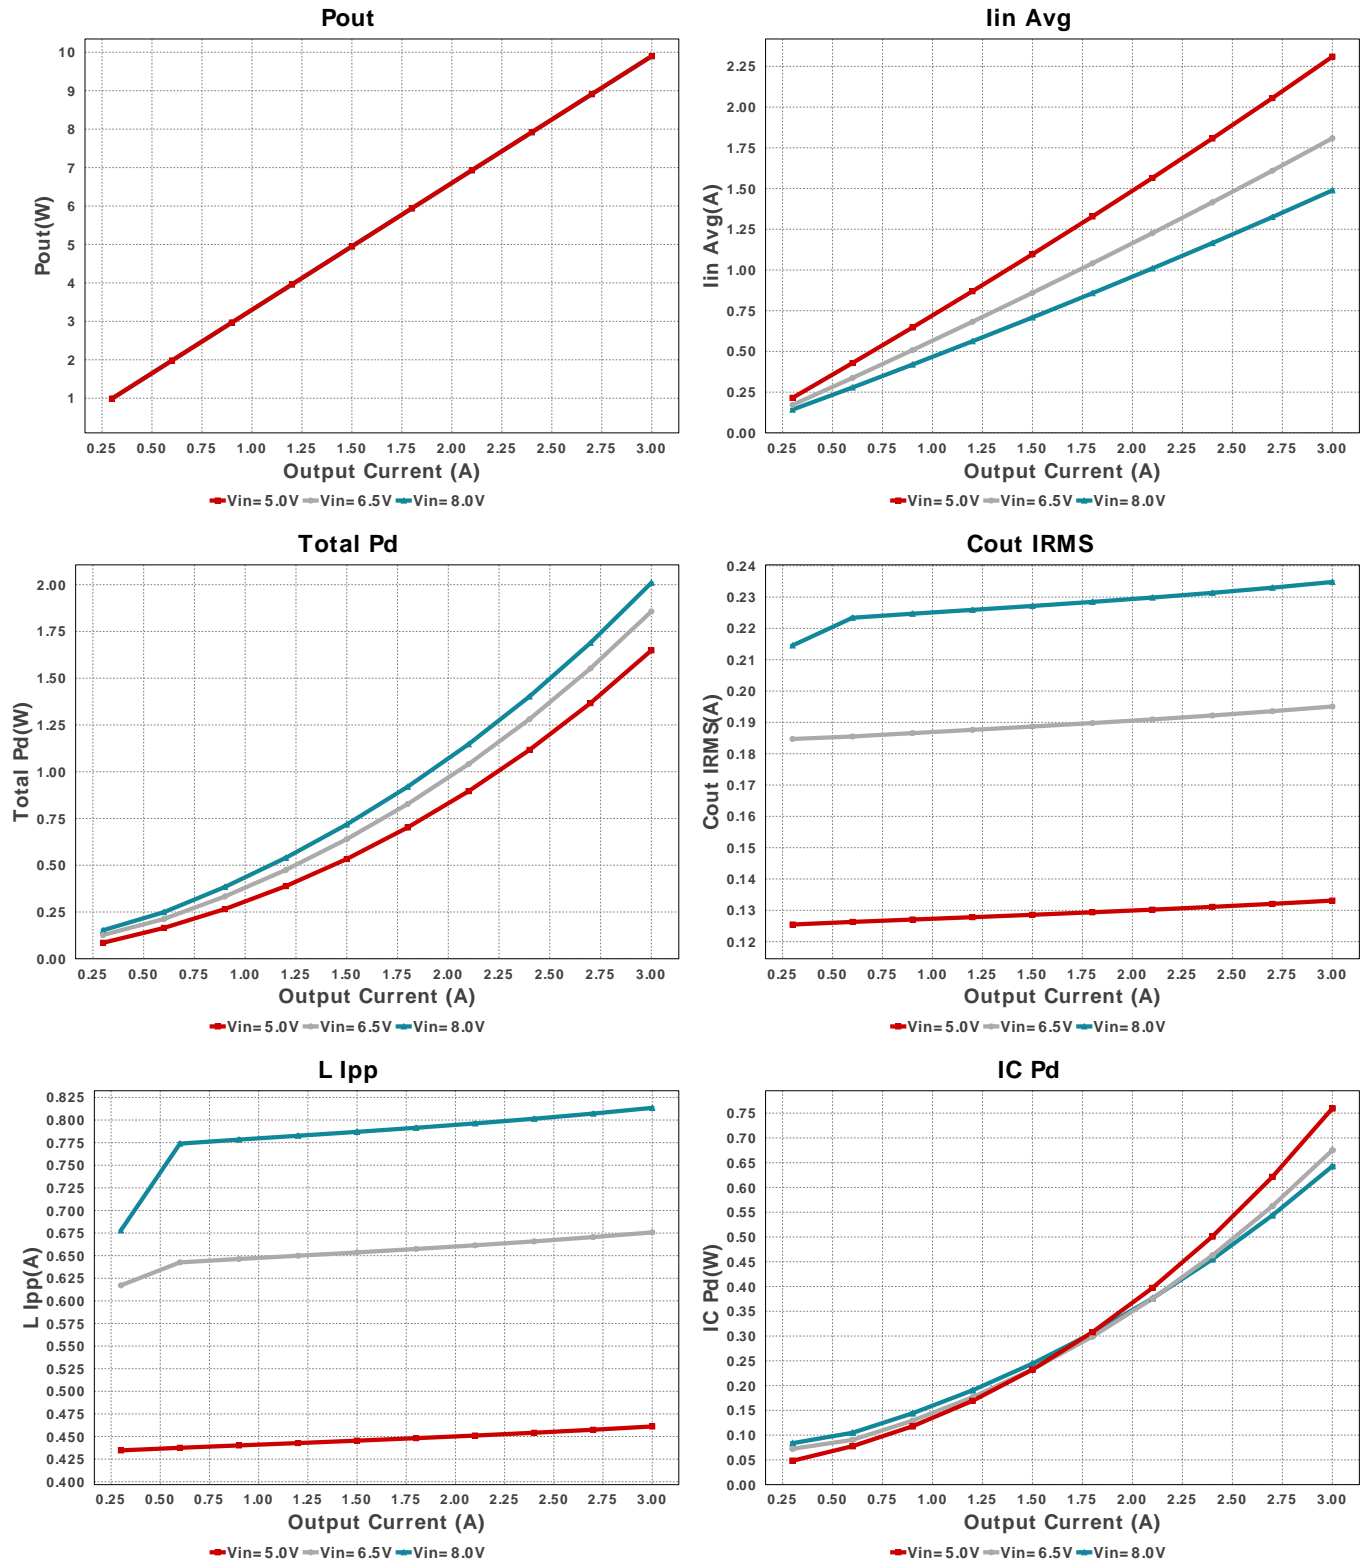 Pout
Pout(W)
10
9
8
7
6
5
4
3
2
1
0.25 0.50 0.75 1.00 1.25 1.50 1.75 2.00 2.25 2.50 2.75 3.00
Output Current (A)
Vin=5.0V Vin=6.5V Vin=8.0V
Iin Avg
Iin Avg(A)
2.25
2.00
1.75
1.50
1.25
1.00
0.75
0.50
0.25
0.00
0.25 0.50 0.75 1.00 1.25 1.50 1.75 2.00 2.25 2.50 2.75 3.00
Output Current (A)
Vin=5.0V Vin=6.5V Vin=8.0V
Total Pd
Total Pd(W)
2.00
1.75
1.50
1.25
1.00
0.75
0.50
0.25
0.00
0.25 0.50 0.75 1.00 1.25 1.50 1.75 2.00 2.25 2.50 2.75 3.00
Output Current (A)
Vin=5.0V Vin=6.5V Vin=8.0V
Cout IRMS
Cout IRMS(A)
0.24
0.23
0.22
0.21
0.20
0.19
0.18
0.17
0.16
0.15
0.14
0.13
0.12
0.25 0.50 0.75 1.00 1.25 1.50 1.75 2.00 2.25 2.50 2.75 3.00
Output Current (A)
Vin=5.0V Vin=6.5V Vin=8.0V
L Ipp
L Ipp(A)
0.825
0.800
0.775
0.750
0.725
0.700
0.675
0.650
0.625
0.600
0.575
0.550
0.525
0.500
0.475
0.450
0.425
0.400
0.25 0.50 0.75 1.00 1.25 1.50 1.75 2.00 2.25 2.50 2.75 3.00
Output Current (A)
Vin=5.0V Vin=6.5V Vin=8.0V
IC Pd
IC Pd(W)
0.75
0.70
0.65
0.60
0.55
0.50
0.45
0.40
0.35
0.30
0.25
0.20
0.15
0.10
0.05
0.00
0.25 0.50 0.75 1.00 1.25 1.50 1.75 2.00 2.25 2.50 2.75 3.00
Output Current (A)
Vin=5.0V Vin=6.5V Vin=8.0V